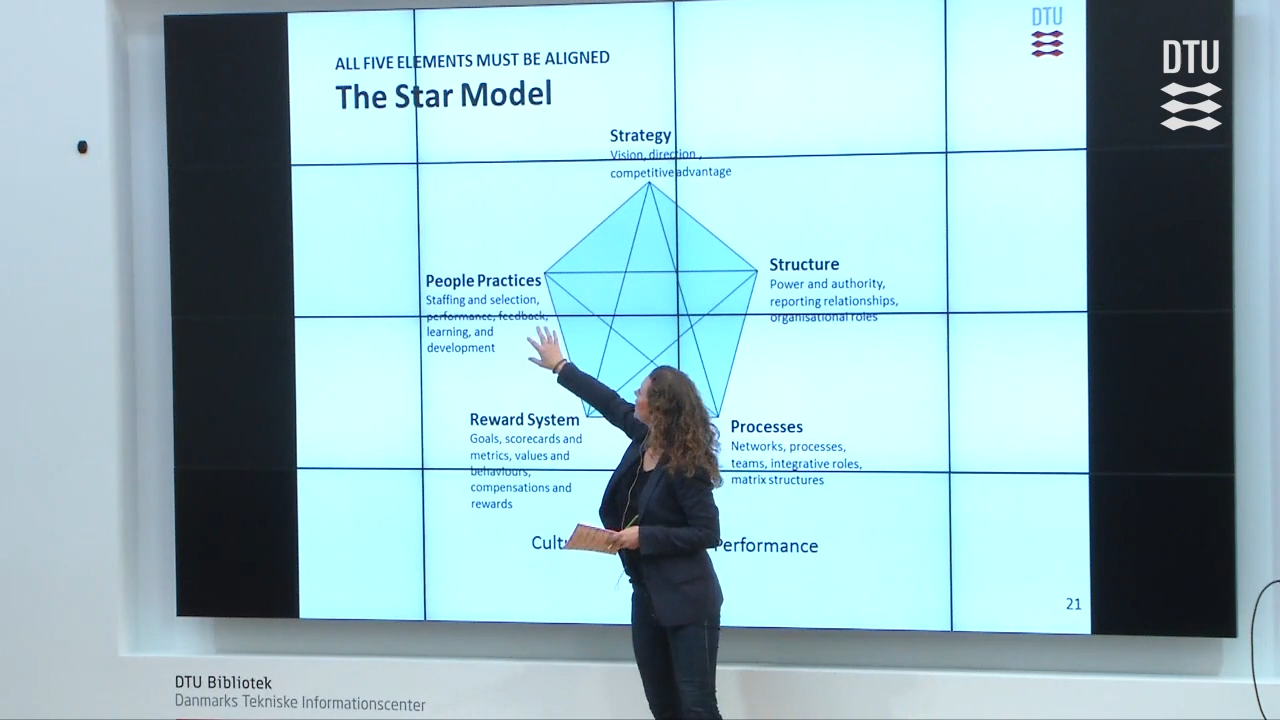 DTU
DTU
ALL FIVE ELEMENTS MUST BE ALIGNED
The Star Model
Strategy
Vision, direction ,
competitive advantage
Structure
Power and authority,
reporting relationships,
organisational roles
People Practices
Staffing and selection,
performance, feedback,
learning, and
development
Reward System
Goals, scorecards and
metrics, values and
behaviours,
compensations and
rewards
Processes
Networks, processes,
teams, integrative roles,
matrix structures
Performance
21
DTU Bibliotek
Danmarks Tekniske Informationscenter